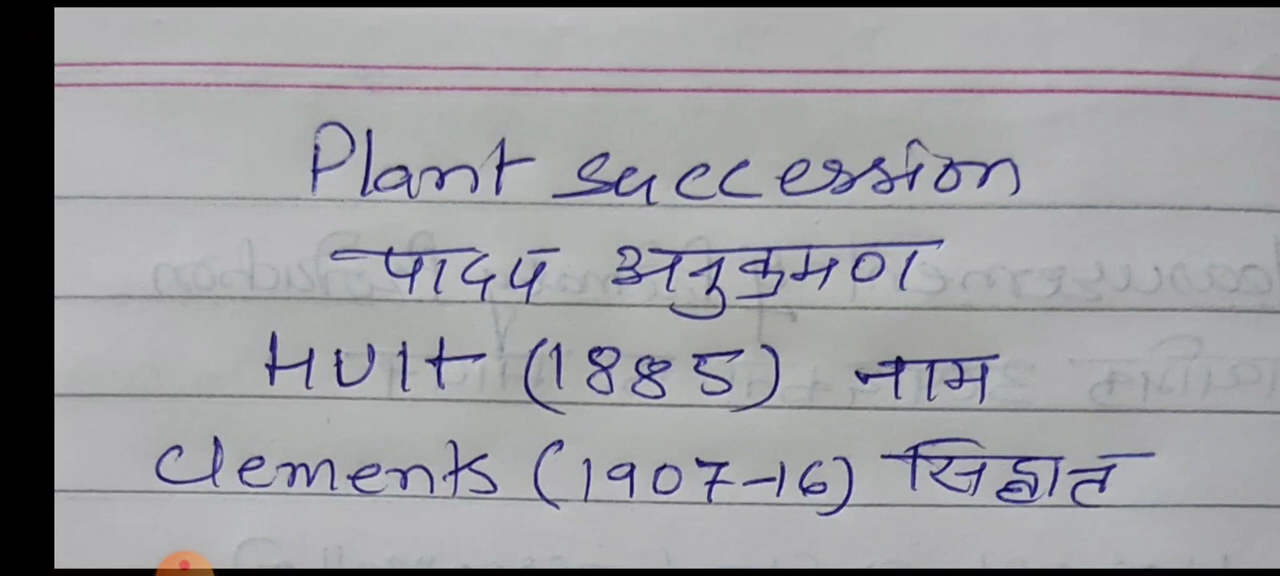 Plant succession
पादप अनुक्रमण
HUlt (1885) नाम
Clements (1907-16) सिद्धांत